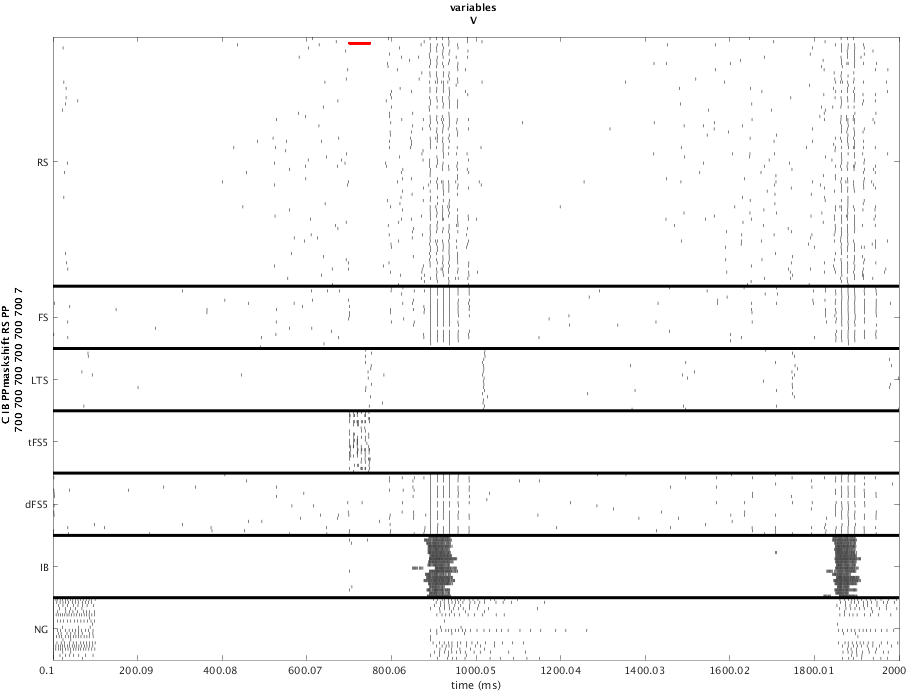 variables
V
RS
FS
LTS
tFS5
dFS5
IB
NG
C IB PPmaskshift RS PP
700 700 700 700 700 700 700 7
0.1 200.09 400.08 600.07 800.06 1000.05 1200.04 1400.03 1600.02 1800.01 2000
time (ms)